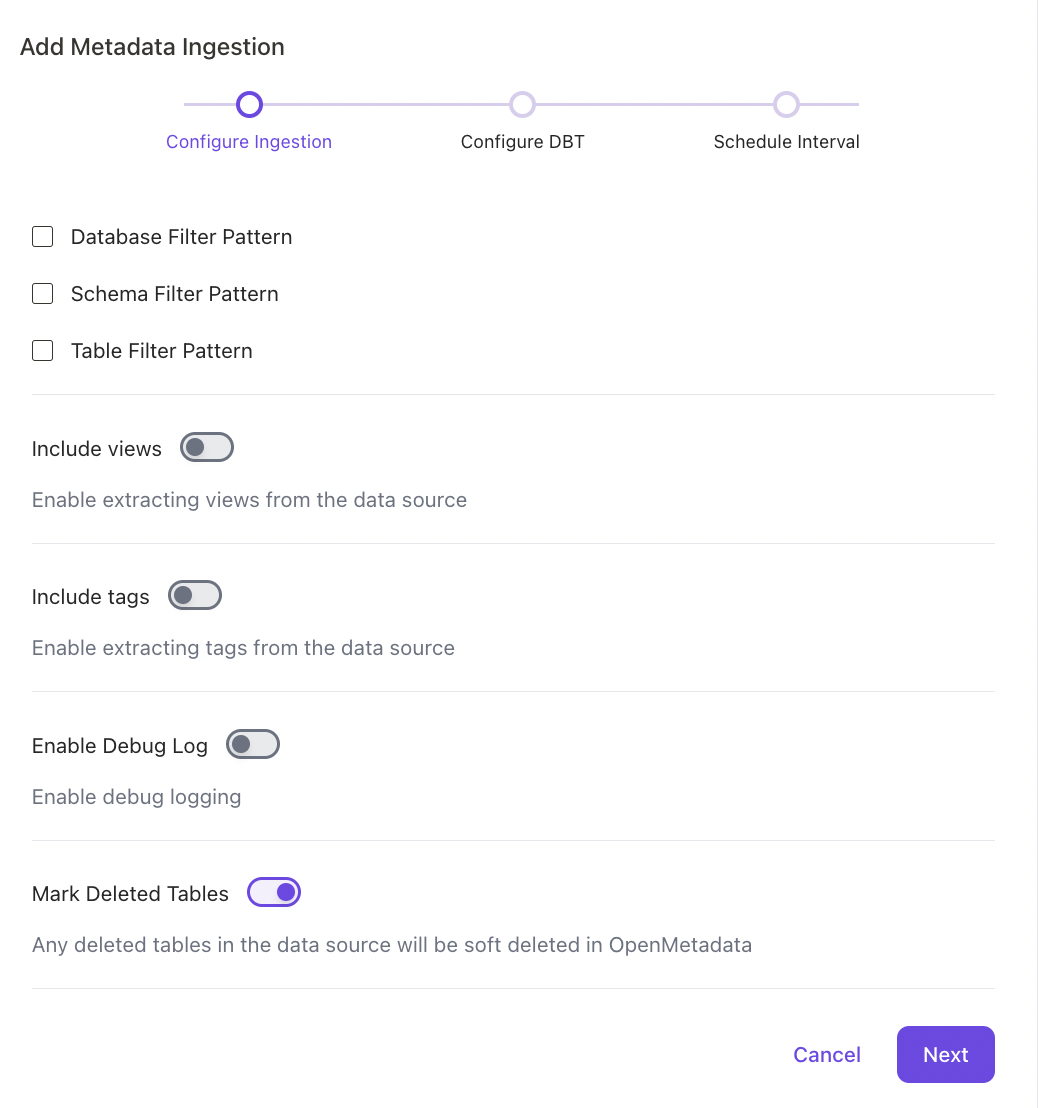 Add Metadata Ingestion
Configure Ingestion
Configure DBT
Schedule Interval
Database Filter Pattern
Schema Filter Pattern
Table Filter Pattern
Include views
Enable extracting views from the data source
Include tags
Enable extracting tags from the data source
Enable Debug Log
Enable debug logging
Mark Deleted Tables
Any deleted tables in the data source will be soft deleted in OpenMetadata
Cancel
Next